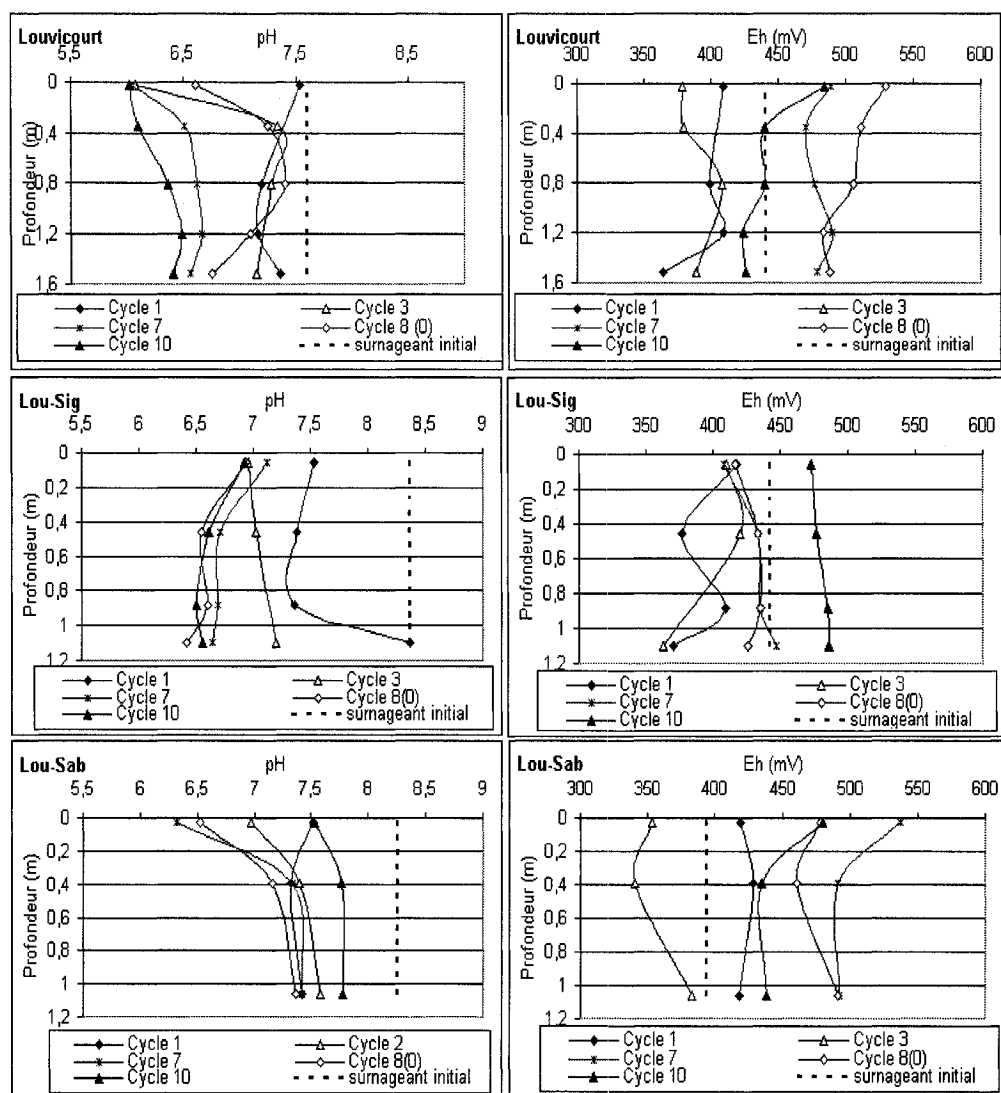 Louvicourt
pH
5,5 6,5 7,5 8,5
Profondeur (m)
0
0,4
0,8
1,2
1,6
Cycle 1 Cycle 3
Cycle 7 Cycle 8 (0)
Cycle 10 surnageant initial
Louvicourt
Eh (mV)
300 400 500 600
Profondeur (m)
0
0,4
0,8
1,2
1,6
Cycle 1 Cycle 3
Cycle 7 Cycle 8 (0)
Cycle 10 surnageant initial
Lou-Sig
pH
5,5 6 6,5 7 7,5 8 8,5 9
Profondeur (m)
0
0,2
0,4
0,6
0,8
1
1,2
Cycle 1 Cycle 3
Cycle 7 Cycle 8(0)
Cycle 10 surnageant initial
Lou-Sig
Eh (mV)
300 400 500 600
Profondeur (m)
0
0,2
0,4
0,6
0,8
1
1,2
Cycle 1 Cycle 3
Cycle 7 Cycle 8(0)
Cycle 10 surnageant initial
Lou-Sab
pH
5,5 6 6,5 7 7,5 8 8,5 9
Profondeur (m)
0
0,2
0,4
0,6
0,8
1
1,2
Cycle 1 Cycle 2
Cycle 7 Cycle 8(0)
Cycle 10 surnageant initial
Lou-Sab
Eh (mV)
300 350 400 450 500 550 600
Profondeur (m)
0
0,2
0,4
0,6
0,8
1
1,2
Cycle 1 Cycle 3
Cycle 7 Cycle 8(0)
Cycle 10 surnageant initial